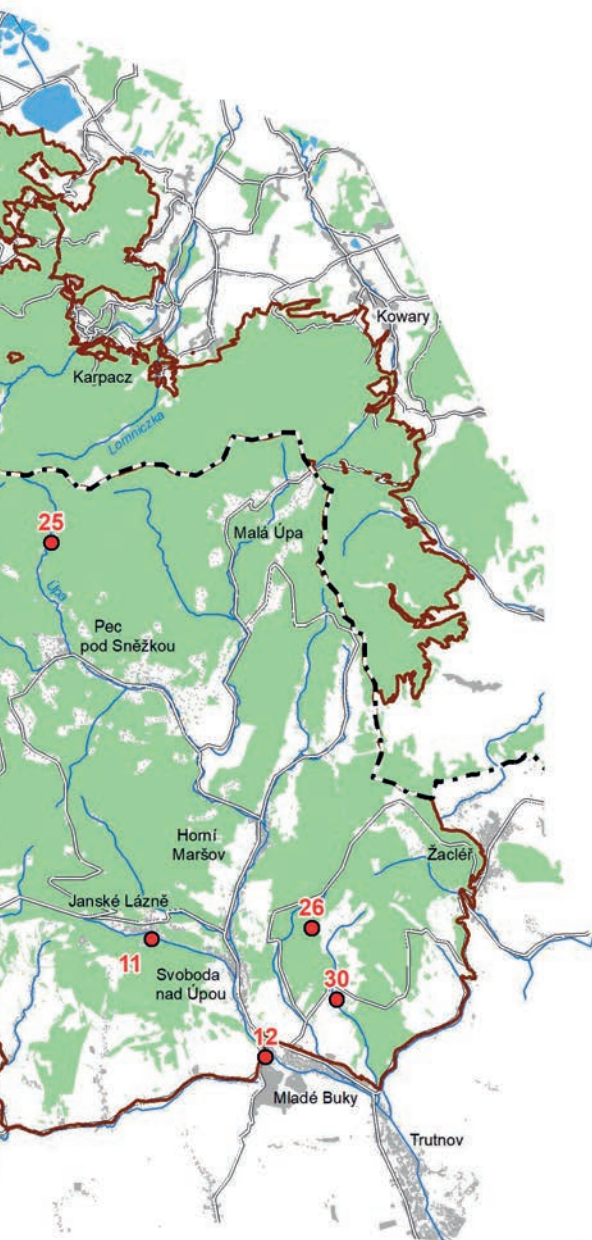 Kowary
Karpacz
Lomniczka
25
Malá Úpa
Úpa
Pec
pod Sněžkou
Horní
Maršov
Žacléř
Janské Lázně
26
11
Svoboda
nad Úpou
30
12
Mladé Buky
Trutnov